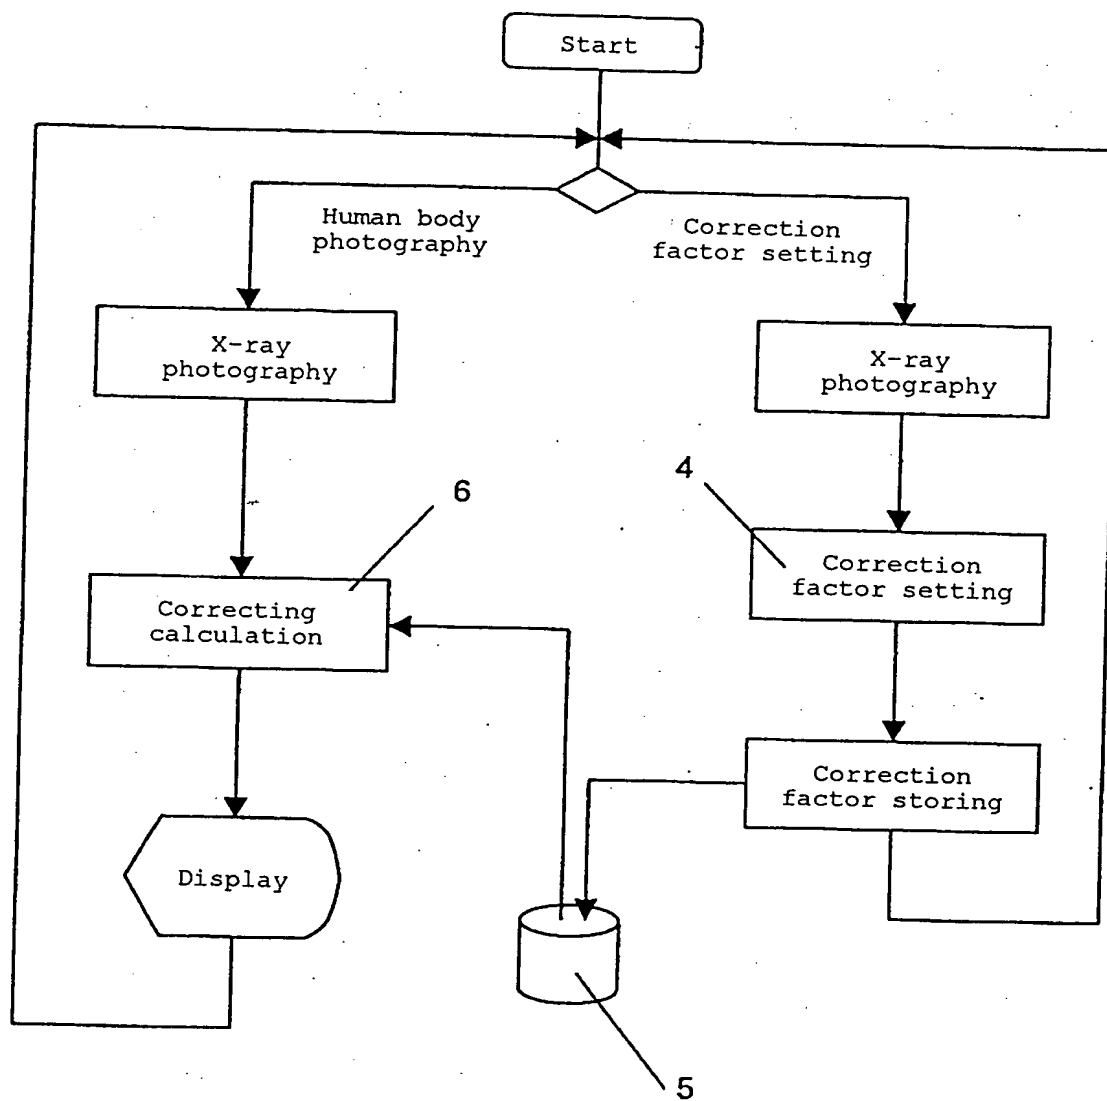 Start
Human body
photography
Correction
factor setting
X-ray
photography
X-ray
photography
4
6
Correction
factor setting
Correcting
calculation
Correction
factor storing
Display
5